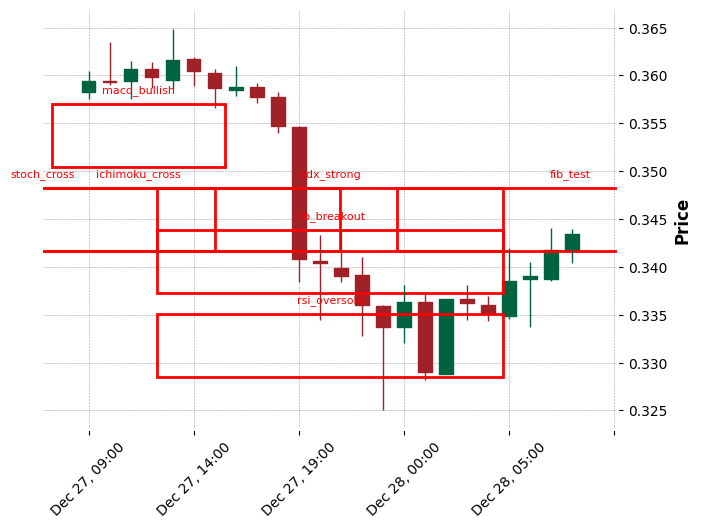 0.365
0.360
macd_bullish
0.355
0.350
stoch_cross ichimoku_cross adx_strong fib_test
0.345
bb_breakout
Price
0.340
rsi_oversold
0.335
0.330
0.325
Dec 27, 09:00 Dec 27, 14:00 Dec 27, 19:00 Dec 28, 00:00 Dec 28, 05:00